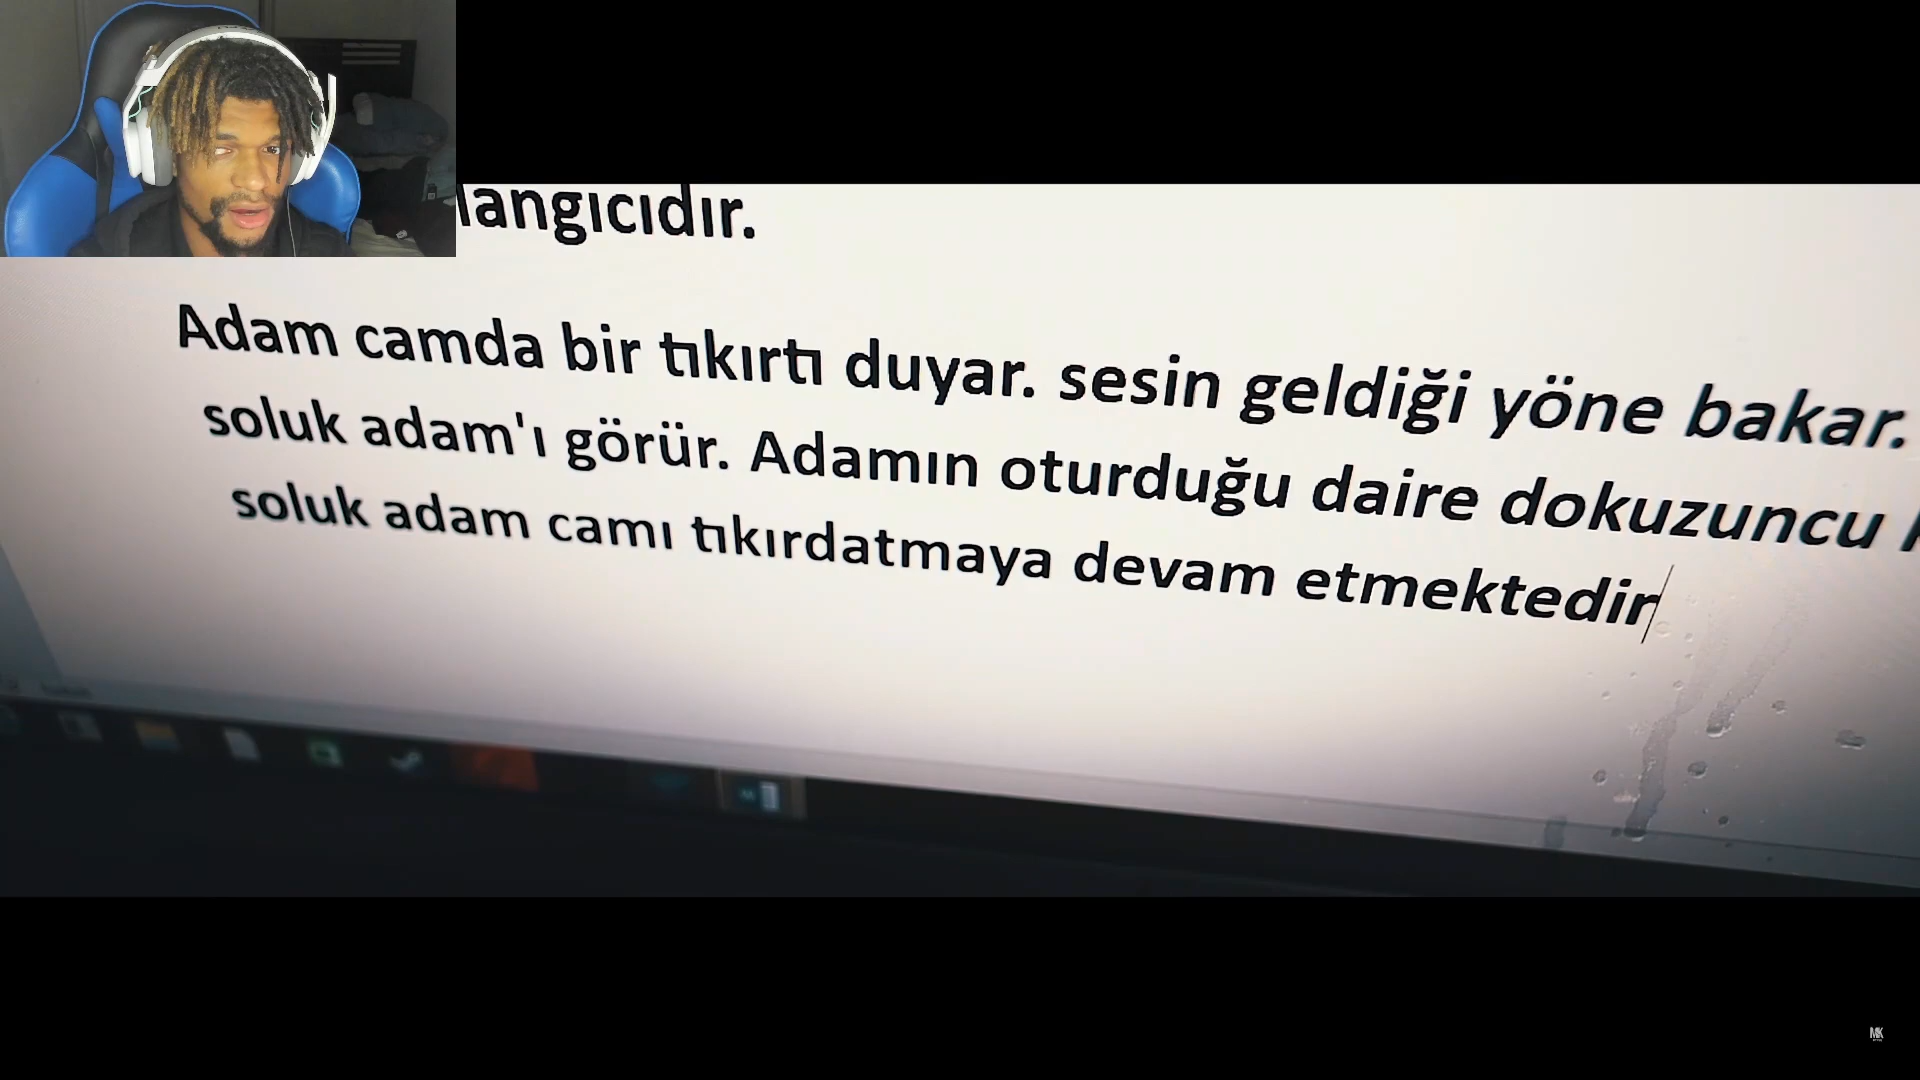 langıcıdır.
Adam camda bir tıkırtı duyar. sesin geldiği yöne bakar.
soluk adam'ı görür. Adamın oturduğu daire dokuzuncu
soluk adam camı tıkırdatmaya devam etmektedir
MK